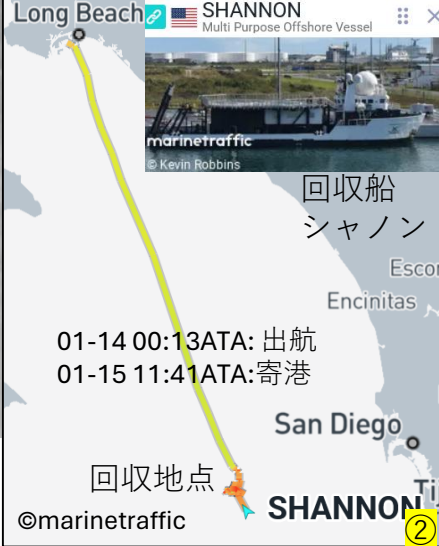 Long Beach
SHANNON
Multi Purpose Offshore Vessel
marinetraffic
© Kevin Robbins
回収船
シャノン
Encinitas
01-14 00:13ATA: 出航
01-15 11:41ATA:寄港
San Diego
回収地点
SHANNON
©marinetraffic
②